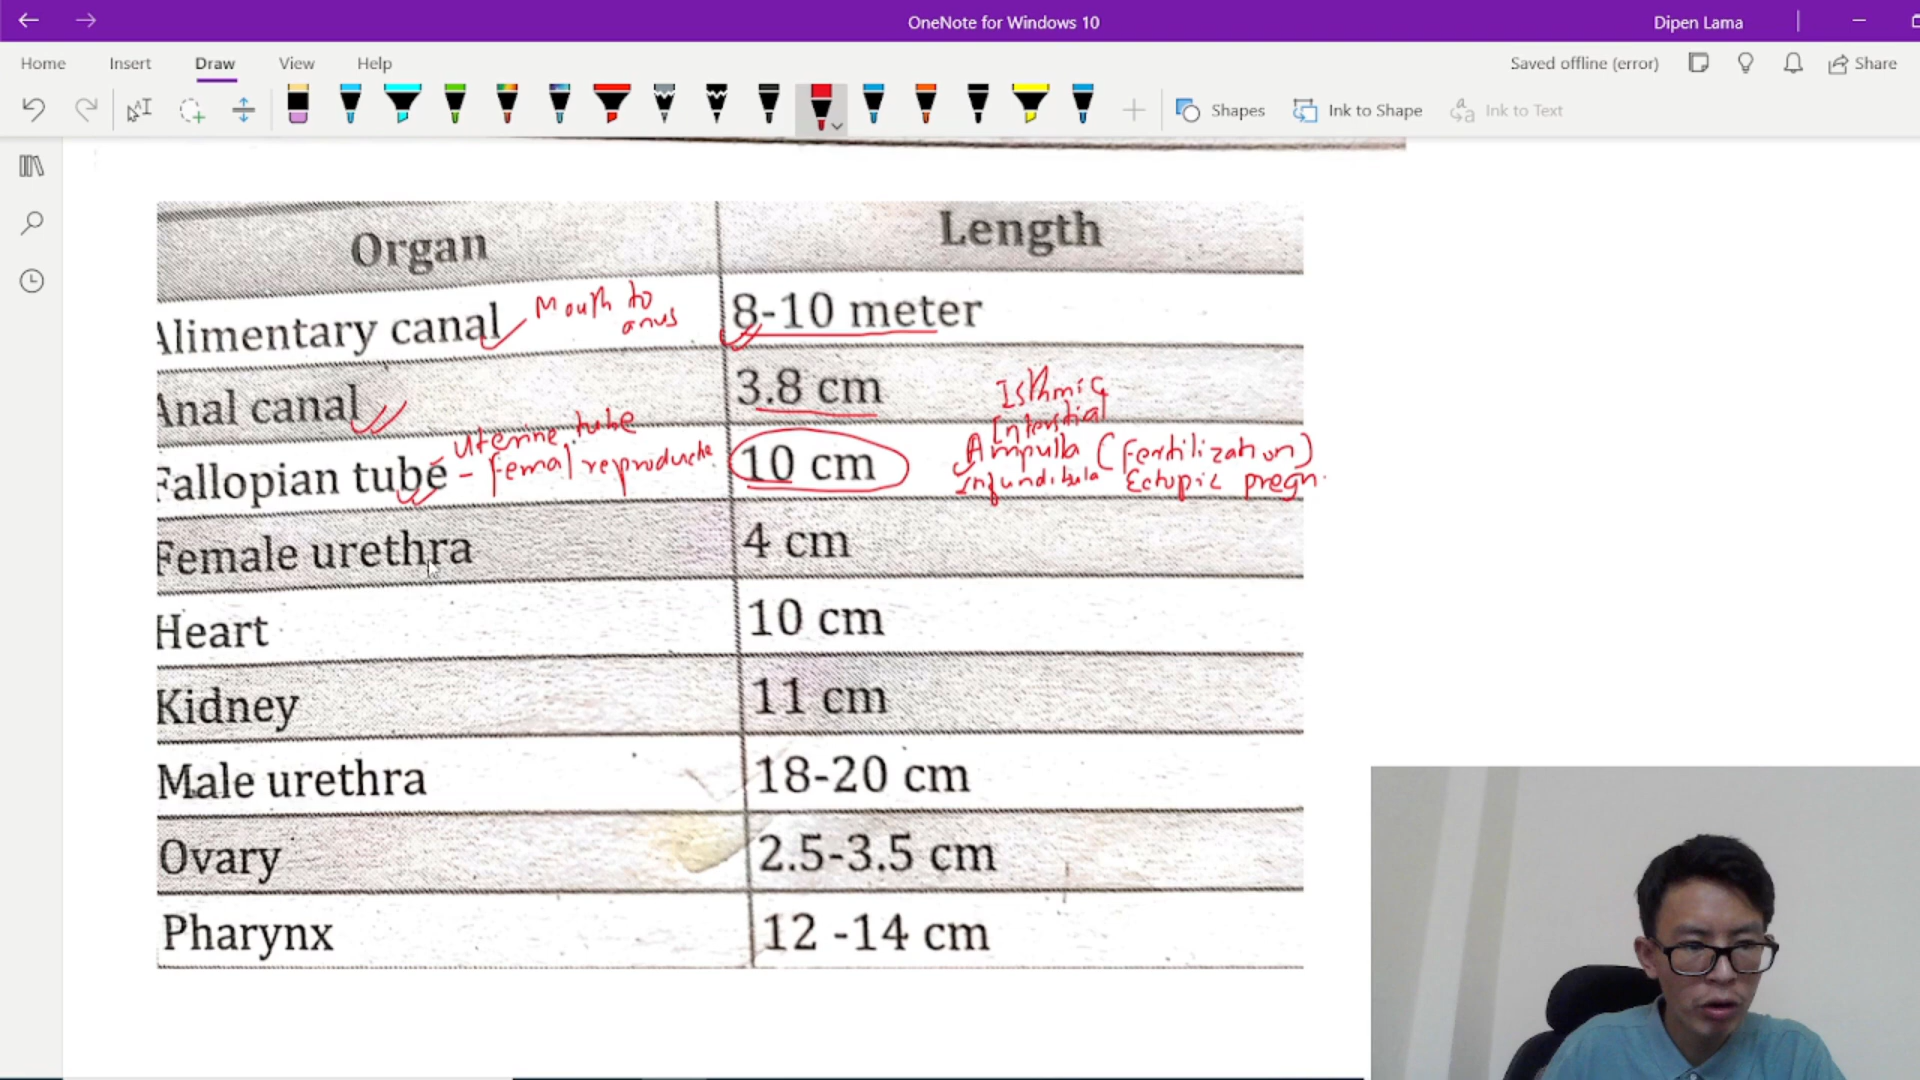 OneNote for Windows 10
Dipen Lama
Home Insert Draw View Help
Saved offline (error)
Share
Shapes
Ink to Shape
Ink to Text
Organ Length
Alimentary canal Mouth to anus 8-10 meter
Anal canal 3.8 cm
Fallopian tube 10 cm
Uterine tube
- femal reproductive
Isthmic
Interstial
Ampulla (Fertilization)
Infundibula Ectopic pregn.
Female urethra 4 cm
Heart 10 cm
Kidney 11 cm
Male urethra 18-20 cm
Ovary 2.5-3.5 cm
Pharynx 12 -14 cm